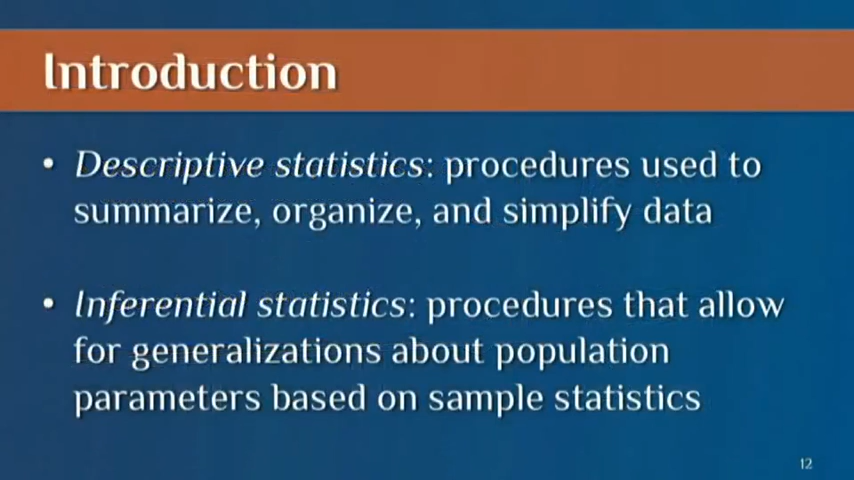 Introduction
• Descriptive statistics: procedures used to
summarize, organize, and simplify data
• Inferential statistics: procedures that allow
for generalizations about population
parameters based on sample statistics
12